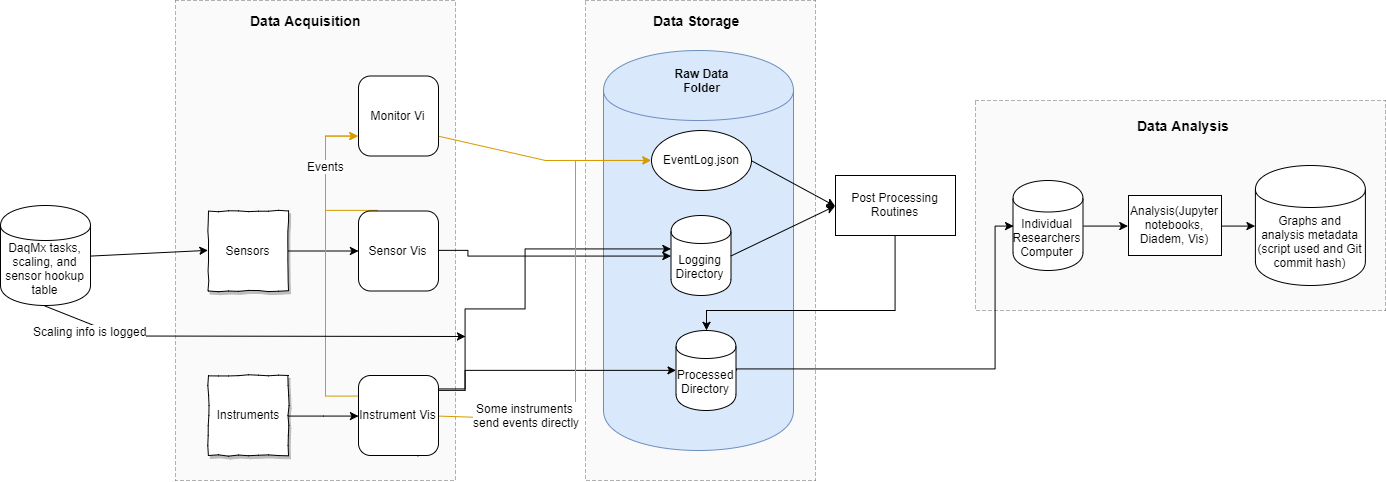 Data Acquisition
Data Storage
Data Analysis
Raw Data
Folder
Monitor Vi
Events
EventLog.json
Post Processing
Routines
DaqMx tasks,
scaling, and
sensor hookup
table
Sensors
Sensor Vis
Logging
Directory
Individual
Researchers
Computer
Analysis(Jupyter
notebooks,
Diadem, Vis)
Graphs and
analysis metadata
(script used and Git
commit hash)
Scaling info is logged
Processed
Directory
Instruments
Instrument Vis
Some instruments
send events directly